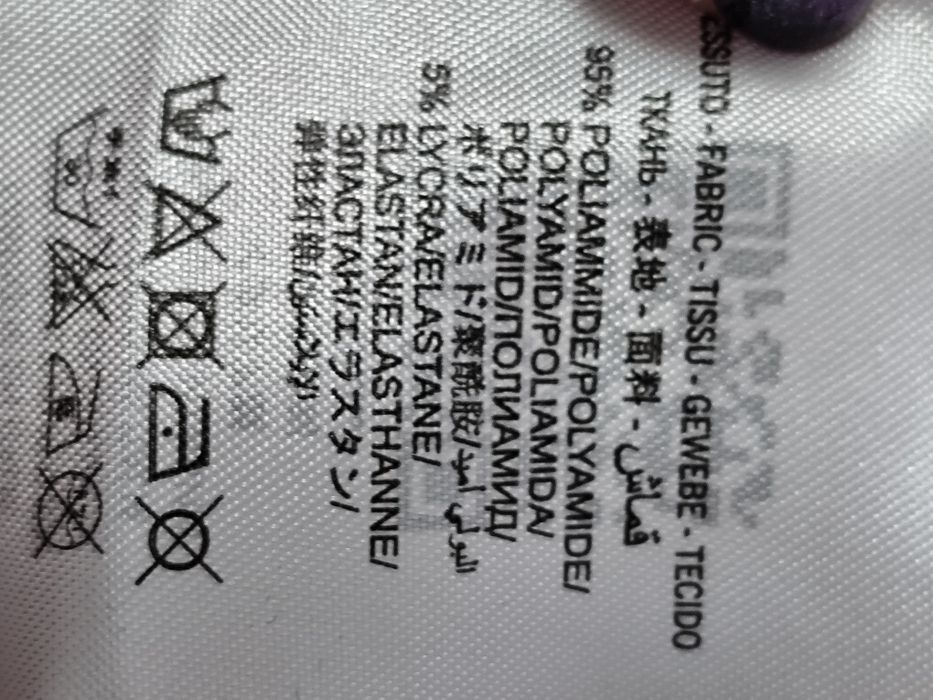 ESSUTO - FABRIC - TISSU - GEWEBE - TECIDO
ТКАНЬ - 表地 - 面料 - قماش
95% POLIAMMIDE/POLYAMIDE/
POLYAMID/POLIAMIDA/
POLIAMID/ПОЛИАМИД/
ポリアミド/聚酰胺/البولي أميد
5% LYCRA/ELASTANE/
ELASTAN/ELASTHANNE/
ЭЛАСТАН/エラスタン/
弹性纤维/